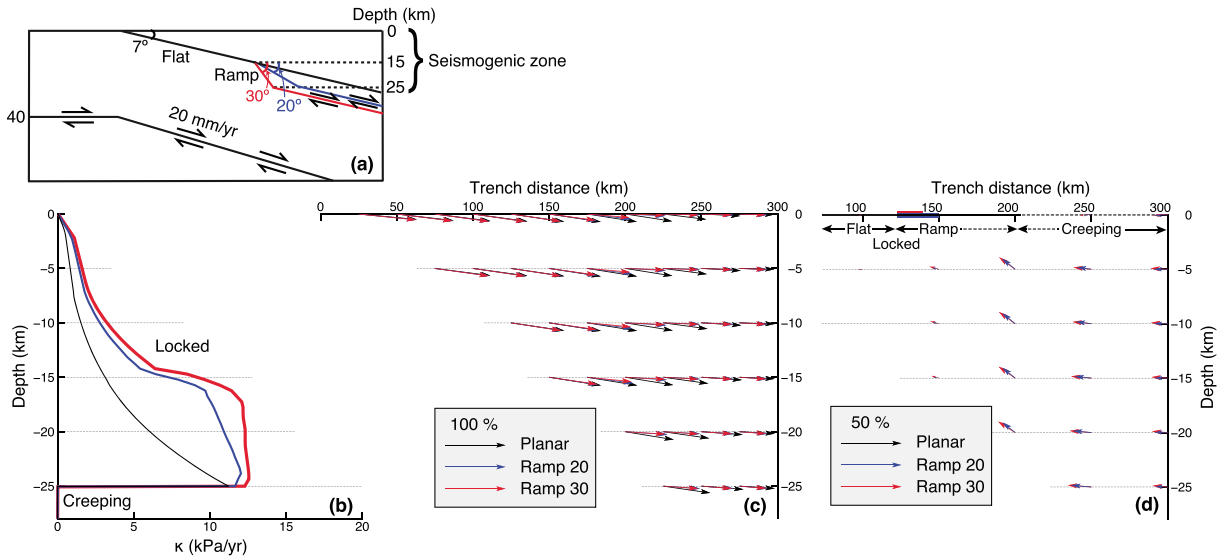 Depth (km)
0
7°
Flat
15
Ramp
Seismogenic zone
25
30°
20°
40
20 mm/yr
(a)
Trench distance (km)
0 50 100 150 200 250 300
0
−5
−10
−15
−20
−25
Depth (km)
Locked
Creeping
0 5 10 15 20
κ (kPa/yr)
(b)
0
−5
−10
−15
−20
−25
100 %
Planar
Ramp 20
Ramp 30
(c)
Trench distance (km)
100 150 200 250 300
Flat Ramp Creeping
Locked
0
−5
−10
−15
−20
−25
Depth (km)
50 %
Planar
Ramp 20
Ramp 30
(d)